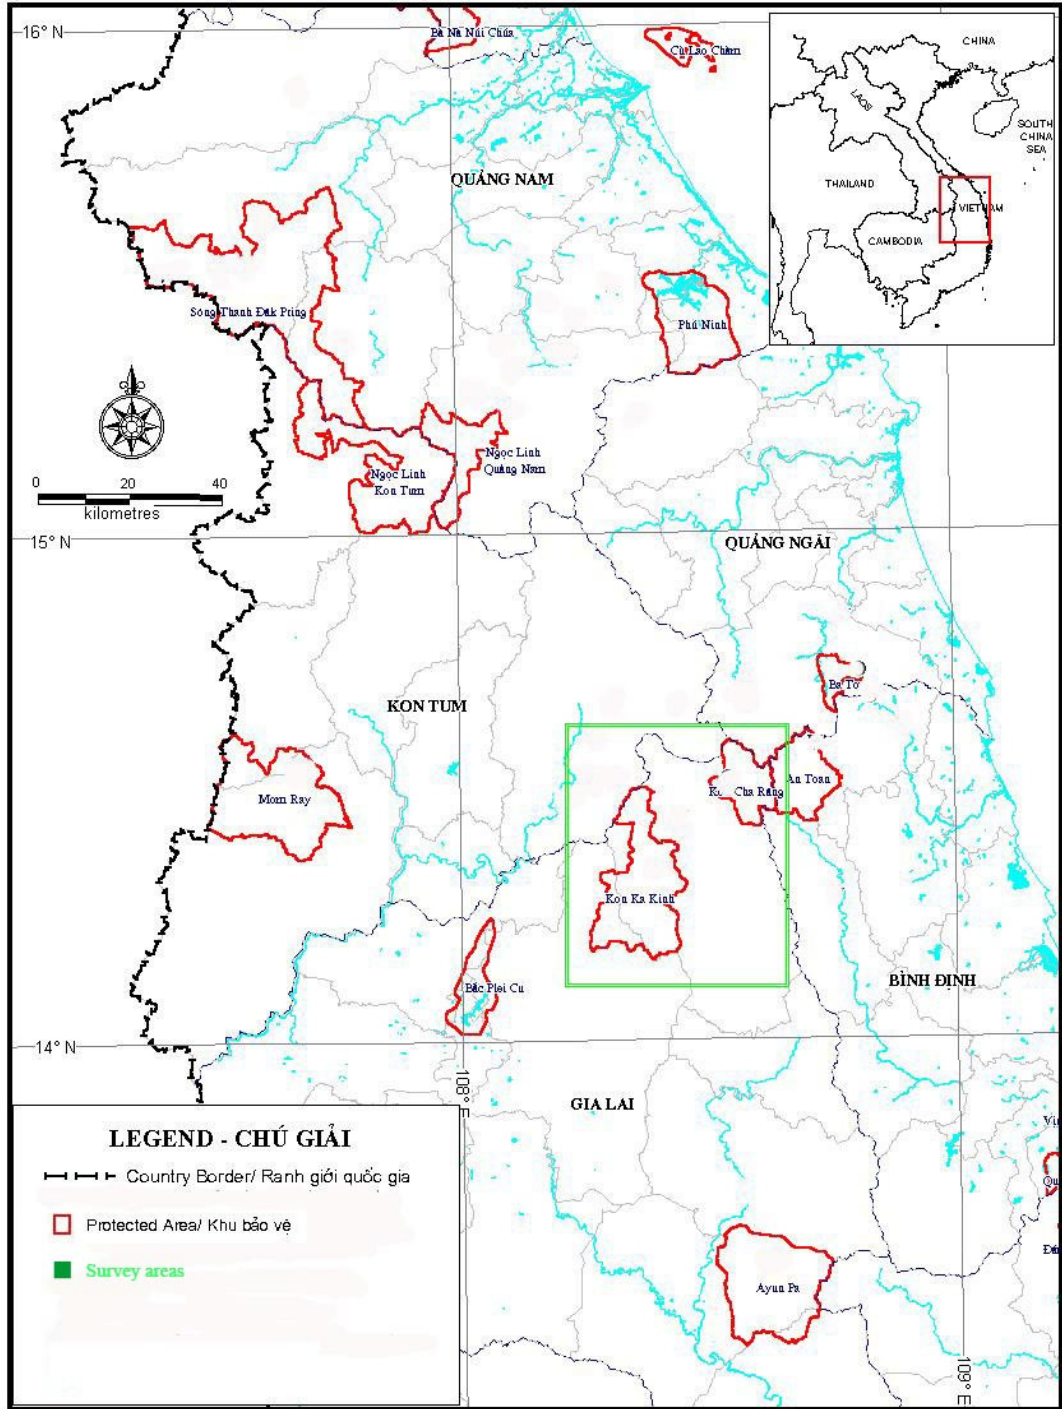 16° N
Bà Nà Núi Chúa
Cù Lao Chàm
CHINA
LAOS
SOUTH
CHINA
SEA
THAILAND
VIETNAM
CAMBODIA
QUẢNG NAM
Sông Thanh Đăk Pring
Phú Ninh
Ngọc Linh
Quảng Nam
Ngọc Linh
Kon Tum
0 20 40
kilometres
15° N
QUẢNG NGÃI
Ba Tơ
KON TUM
Mom Ray
An Toan
Cha Răng
Kon Ka Kinh
Bắc Plei Cu
BÌNH ĐỊNH
14° N
108° E
GIA LAI
LEGEND - CHÚ GIẢI
Country Border/ Ranh giới quốc gia
Protected Area/ Khu bảo vệ
Survey areas
Ayun Pa
109° E